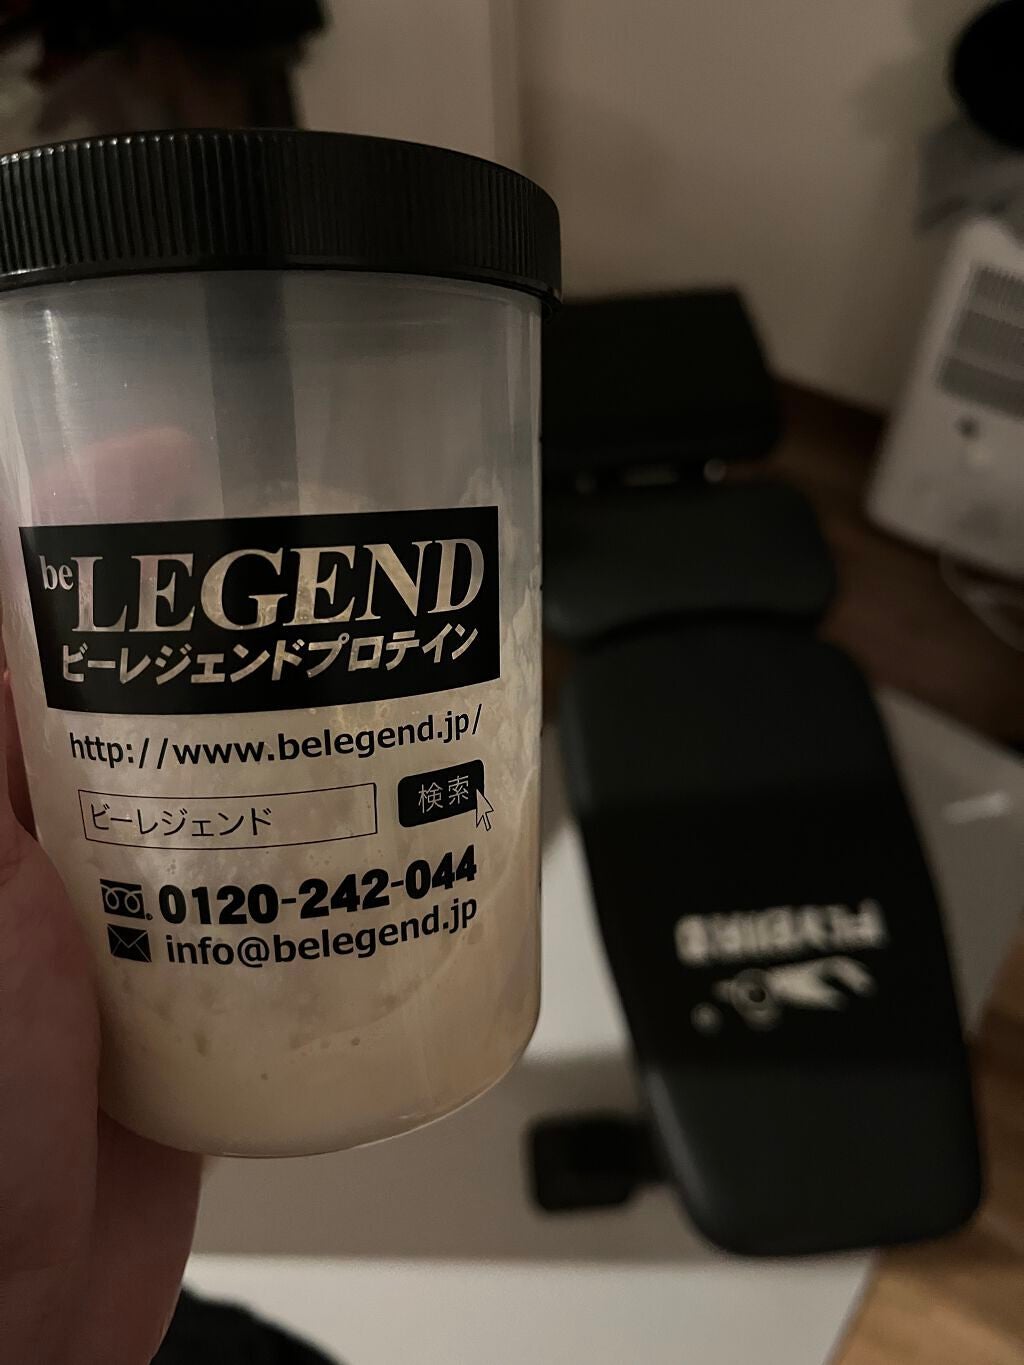 be LEGEND
ビーレジェンドプロテイン
http://www.belegend.jp/
ビーレジェンド 検索
0120-242-044
info@belegend.jp
FLYBIRD